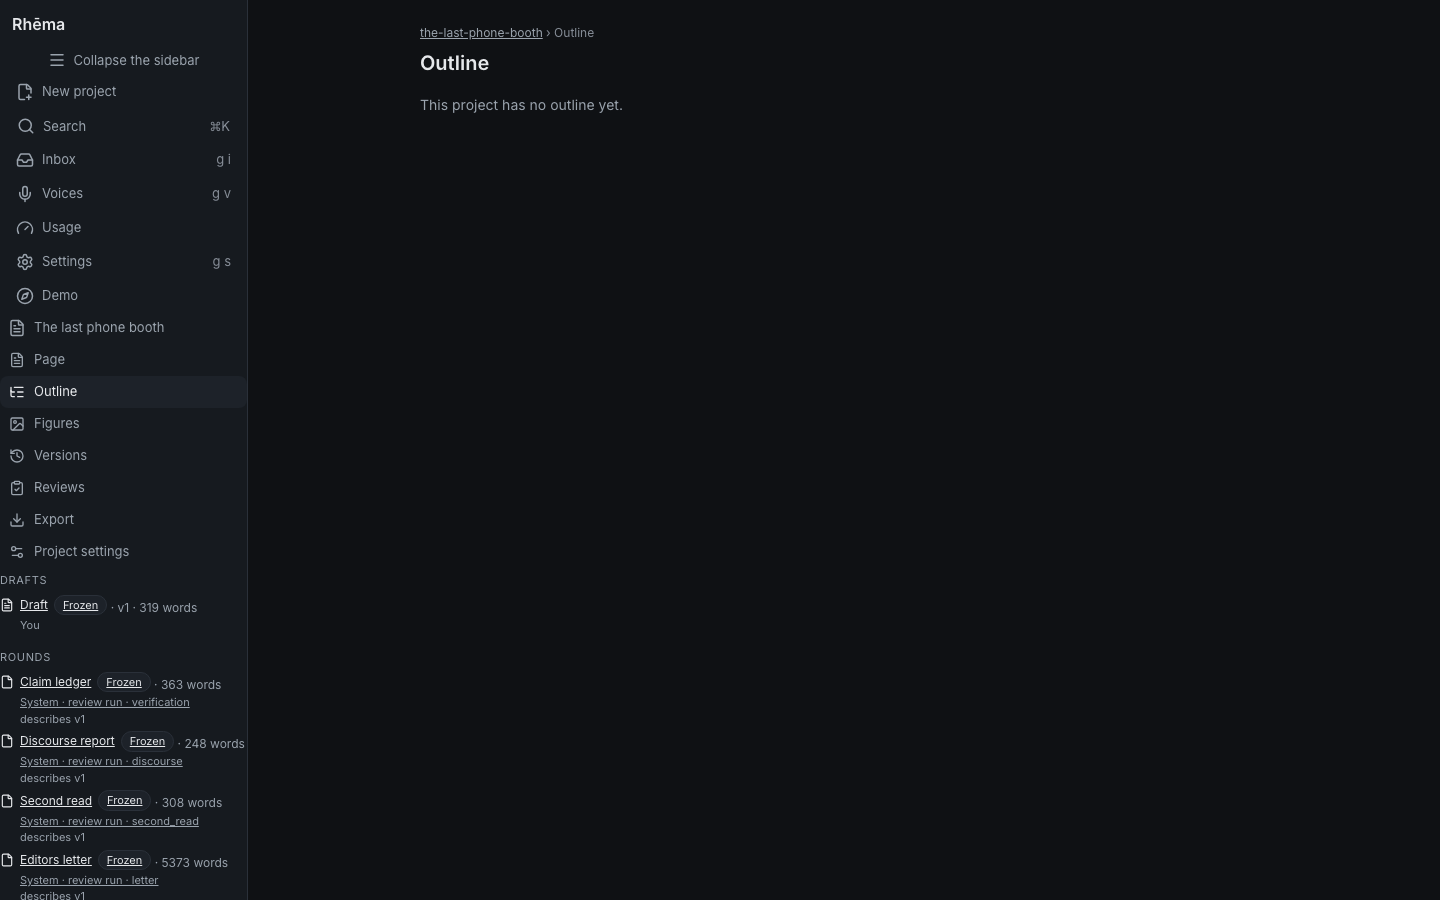 Rhēma
Collapse the sidebar
New project
Search ⌘K
Inbox g i
Voices g v
Usage
Settings g s
Demo
The last phone booth
Page
Outline
Figures
Versions
Reviews
Export
Project settings
DRAFTS
Draft Frozen · v1 · 319 words
You
ROUNDS
Claim ledger Frozen · 363 words
System · review run · verification
describes v1
Discourse report Frozen · 248 words
System · review run · discourse
describes v1
Second read Frozen · 308 words
System · review run · second_read
describes v1
Editors letter Frozen · 5373 words
System · review run · letter
describes v1
the-last-phone-booth › Outline
Outline
This project has no outline yet.